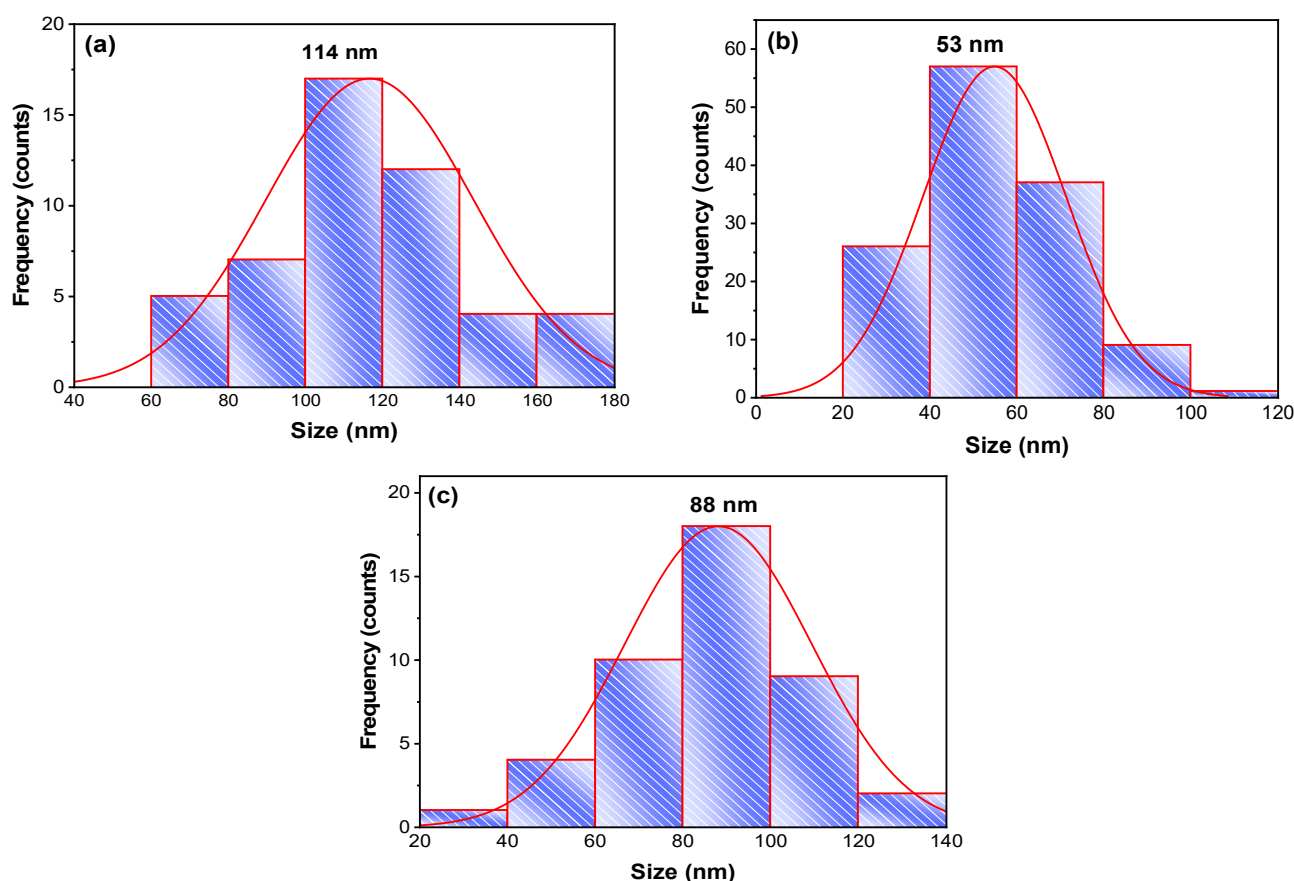 (a)
114 nm
Frequency (counts)
20
15
10
5
0
40 60 80 100 120 140 160 180
Size (nm)
(b)
53 nm
Frequency (counts)
60
50
40
30
20
10
0
0 20 40 60 80 100 120
Size (nm)
(c)
88 nm
Frequency (counts)
20
15
10
5
0
20 40 60 80 100 120 140
Size (nm)